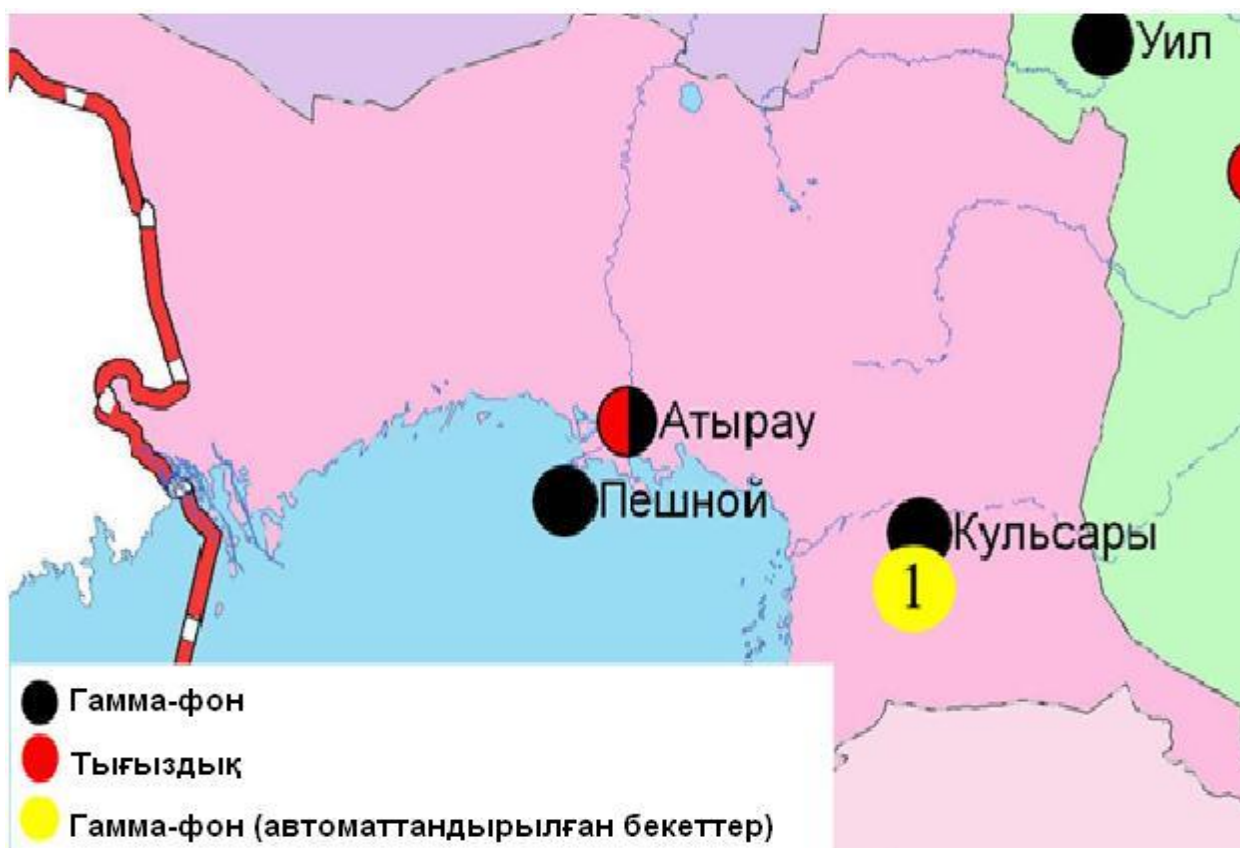 Уил
Атырау
Пешной
Кульсары
1
Гамма-фон
Тығыздық
Гамма-фон (автоматтандырылған бекеттер)